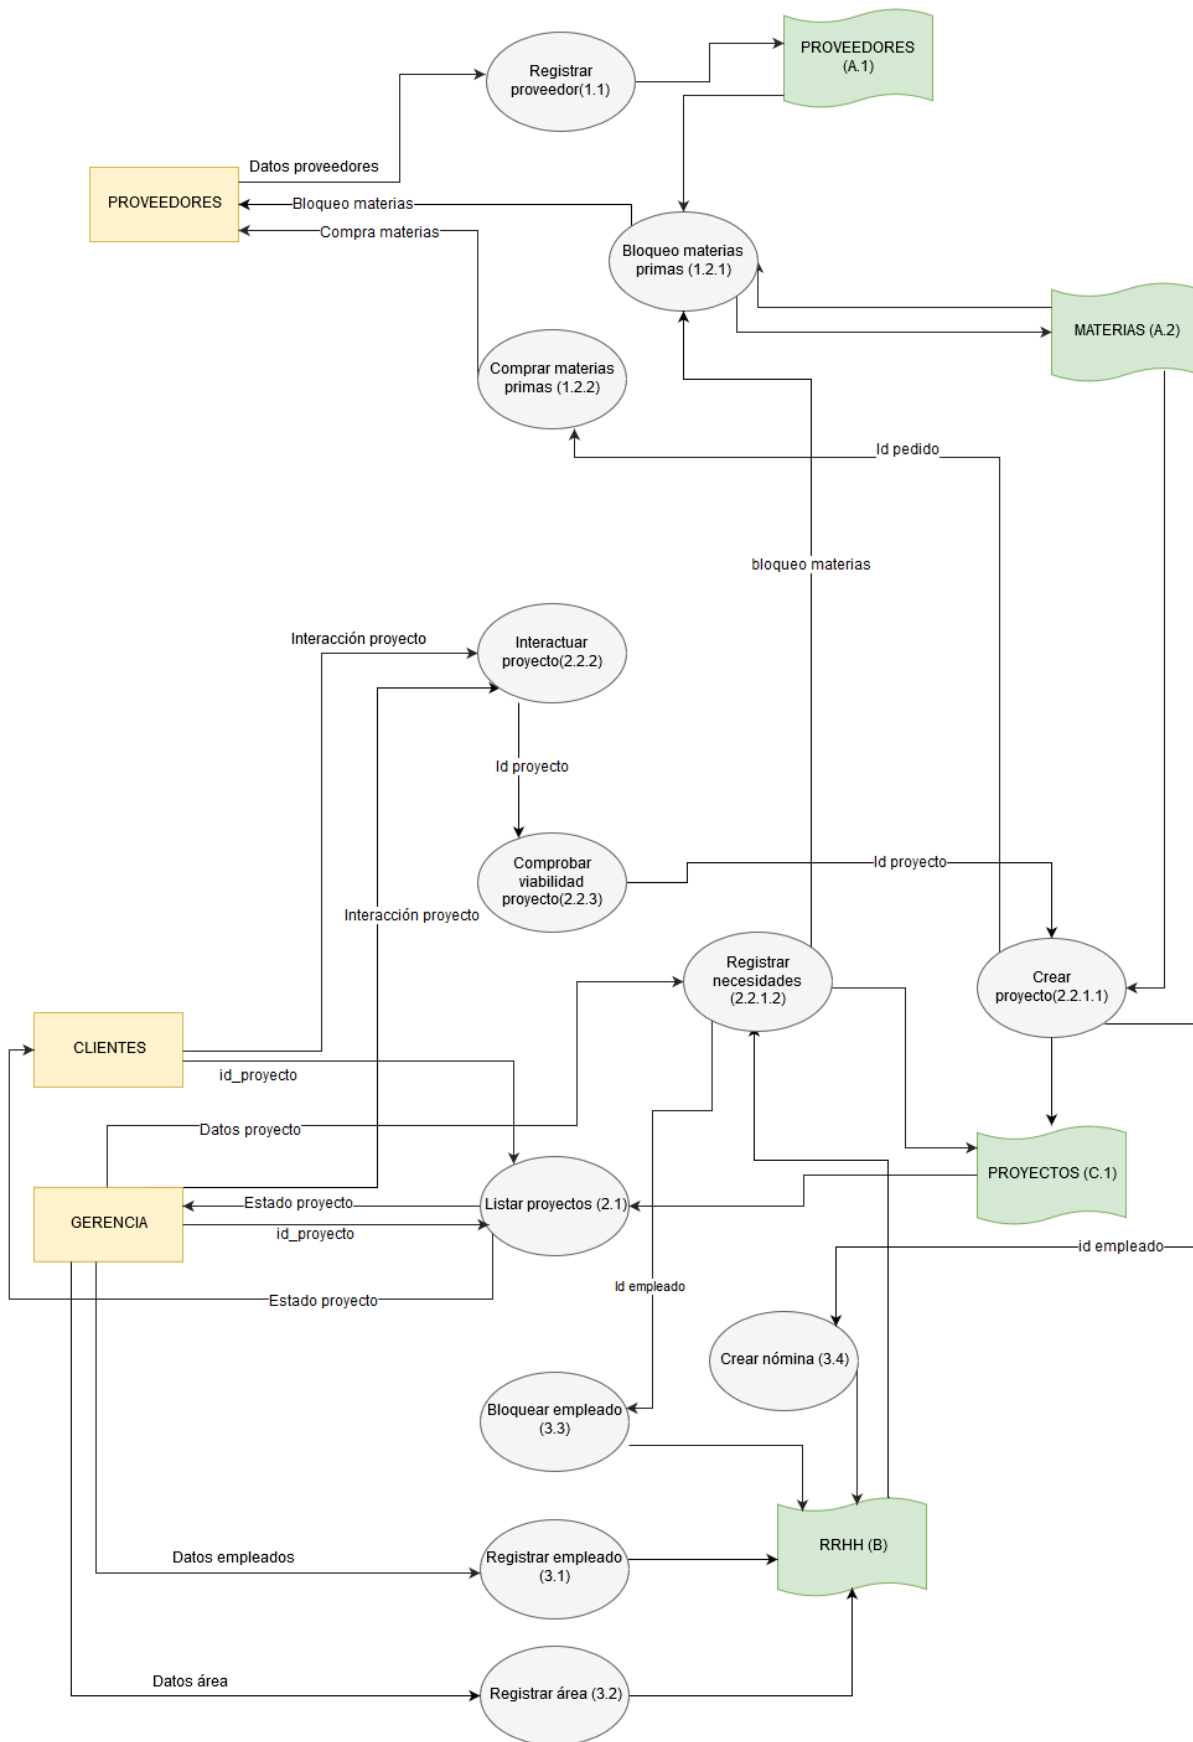 PROVEEDORES
(A.1)
Registrar
proveedor(1.1)
Datos proveedores
PROVEEDORES
Bloqueo materias
Compra materias
Bloqueo materias
primas (1.2.1)
MATERIAS (A.2)
Comprar materias
primas (1.2.2)
Id pedido
bloqueo materias
Interacción proyecto
Interactuar
proyecto(2.2.2)
Id proyecto
Comprobar
viabilidad
proyecto(2.2.3)
Id proyecto
Interacción proyecto
Registrar
necesidades
(2.2.1.2)
Crear
proyecto(2.2.1.1)
CLIENTES
id_proyecto
Datos proyecto
PROYECTOS (C.1)
Estado proyecto
Listar proyectos (2.1)
GERENCIA
id_proyecto
id empleado
Id empleado
Estado proyecto
Crear nómina (3.4)
Bloquear empleado
(3.3)
RRHH (B)
Datos empleados
Registrar empleado
(3.1)
Datos área
Registrar área (3.2)